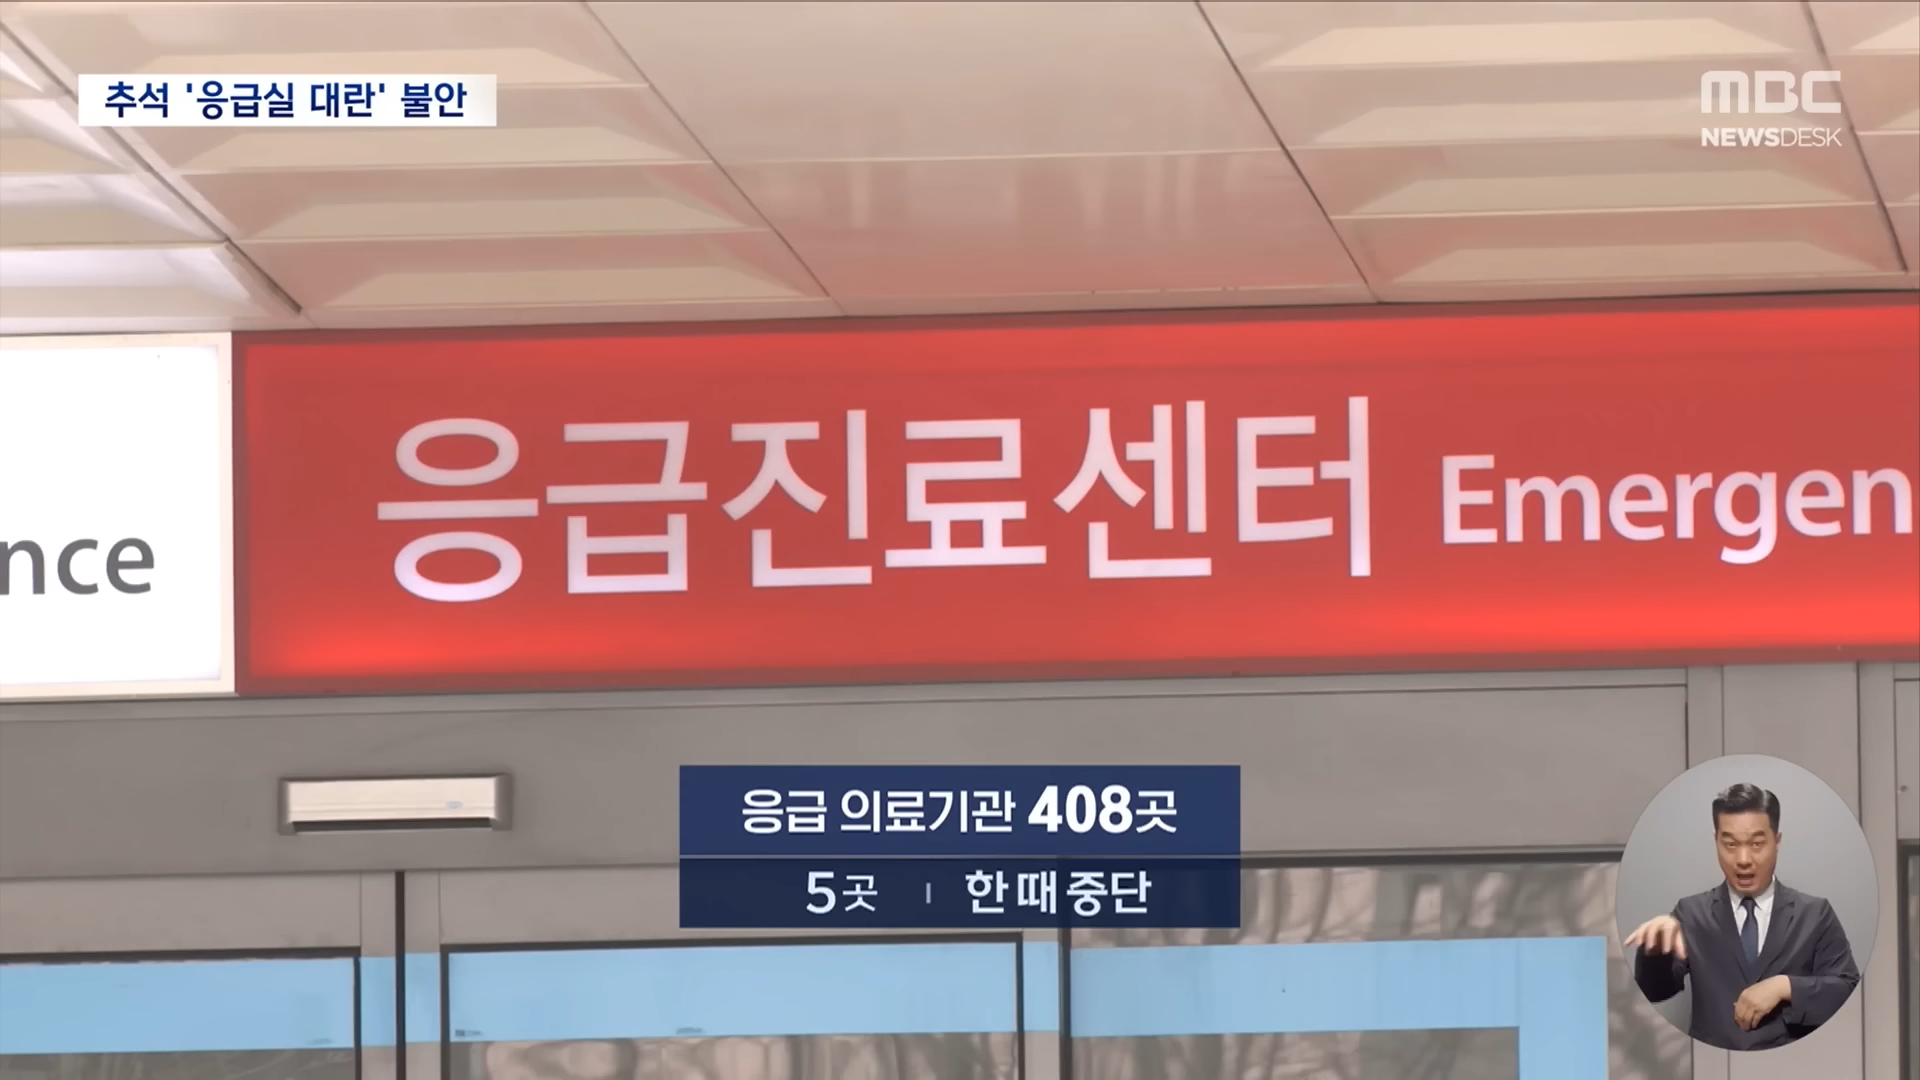 추석 '응급실 대란' 불안
MBC
NEWSDESK
nce
응급진료센터 Emergen
응급 의료기관 408곳
5곳 | 한때 중단